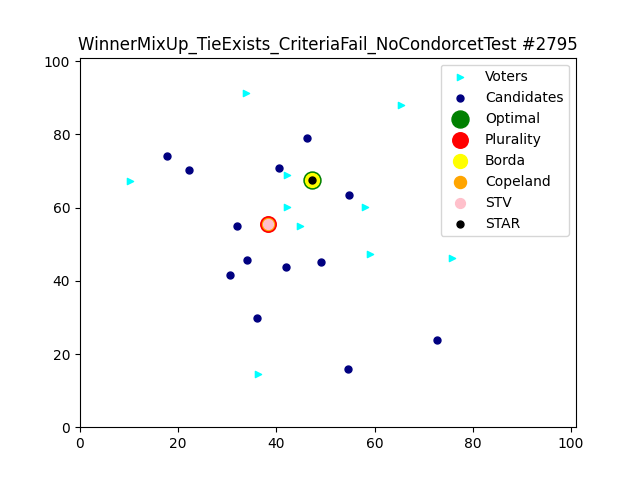 WinnerMixUp_TieExists_CriteriaFail_NoCondorcetTest #2795
100
80
60
40
20
0
0 20 40 60 80 100
Voters
Candidates
Optimal
Plurality
Borda
Copeland
STV
STAR